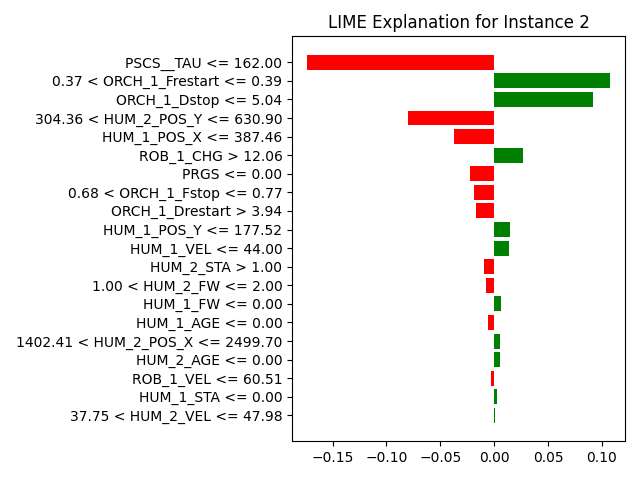 LIME Explanation for Instance 2
PSCS__TAU <= 162.00
0.37 < ORCH_1_Frestart <= 0.39
ORCH_1_Dstop <= 5.04
304.36 < HUM_2_POS_Y <= 630.90
HUM_1_POS_X <= 387.46
ROB_1_CHG > 12.06
PRGS <= 0.00
0.68 < ORCH_1_Fstop <= 0.77
ORCH_1_Drestart > 3.94
HUM_1_POS_Y <= 177.52
HUM_1_VEL <= 44.00
HUM_2_STA > 1.00
1.00 < HUM_2_FW <= 2.00
HUM_1_FW <= 0.00
HUM_1_AGE <= 0.00
1402.41 < HUM_2_POS_X <= 2499.70
HUM_2_AGE <= 0.00
ROB_1_VEL <= 60.51
HUM_1_STA <= 0.00
37.75 < HUM_2_VEL <= 47.98
−0.15 −0.10 −0.05 0.00 0.05 0.10